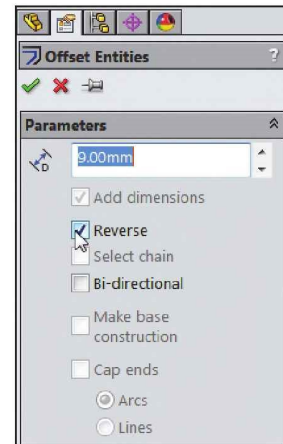 Offset Entities
?
Parameters
D
9.00mm
Add dimensions
Reverse
Select chain
Bi-directional
Make base
construction
Cap ends
Arcs
Lines